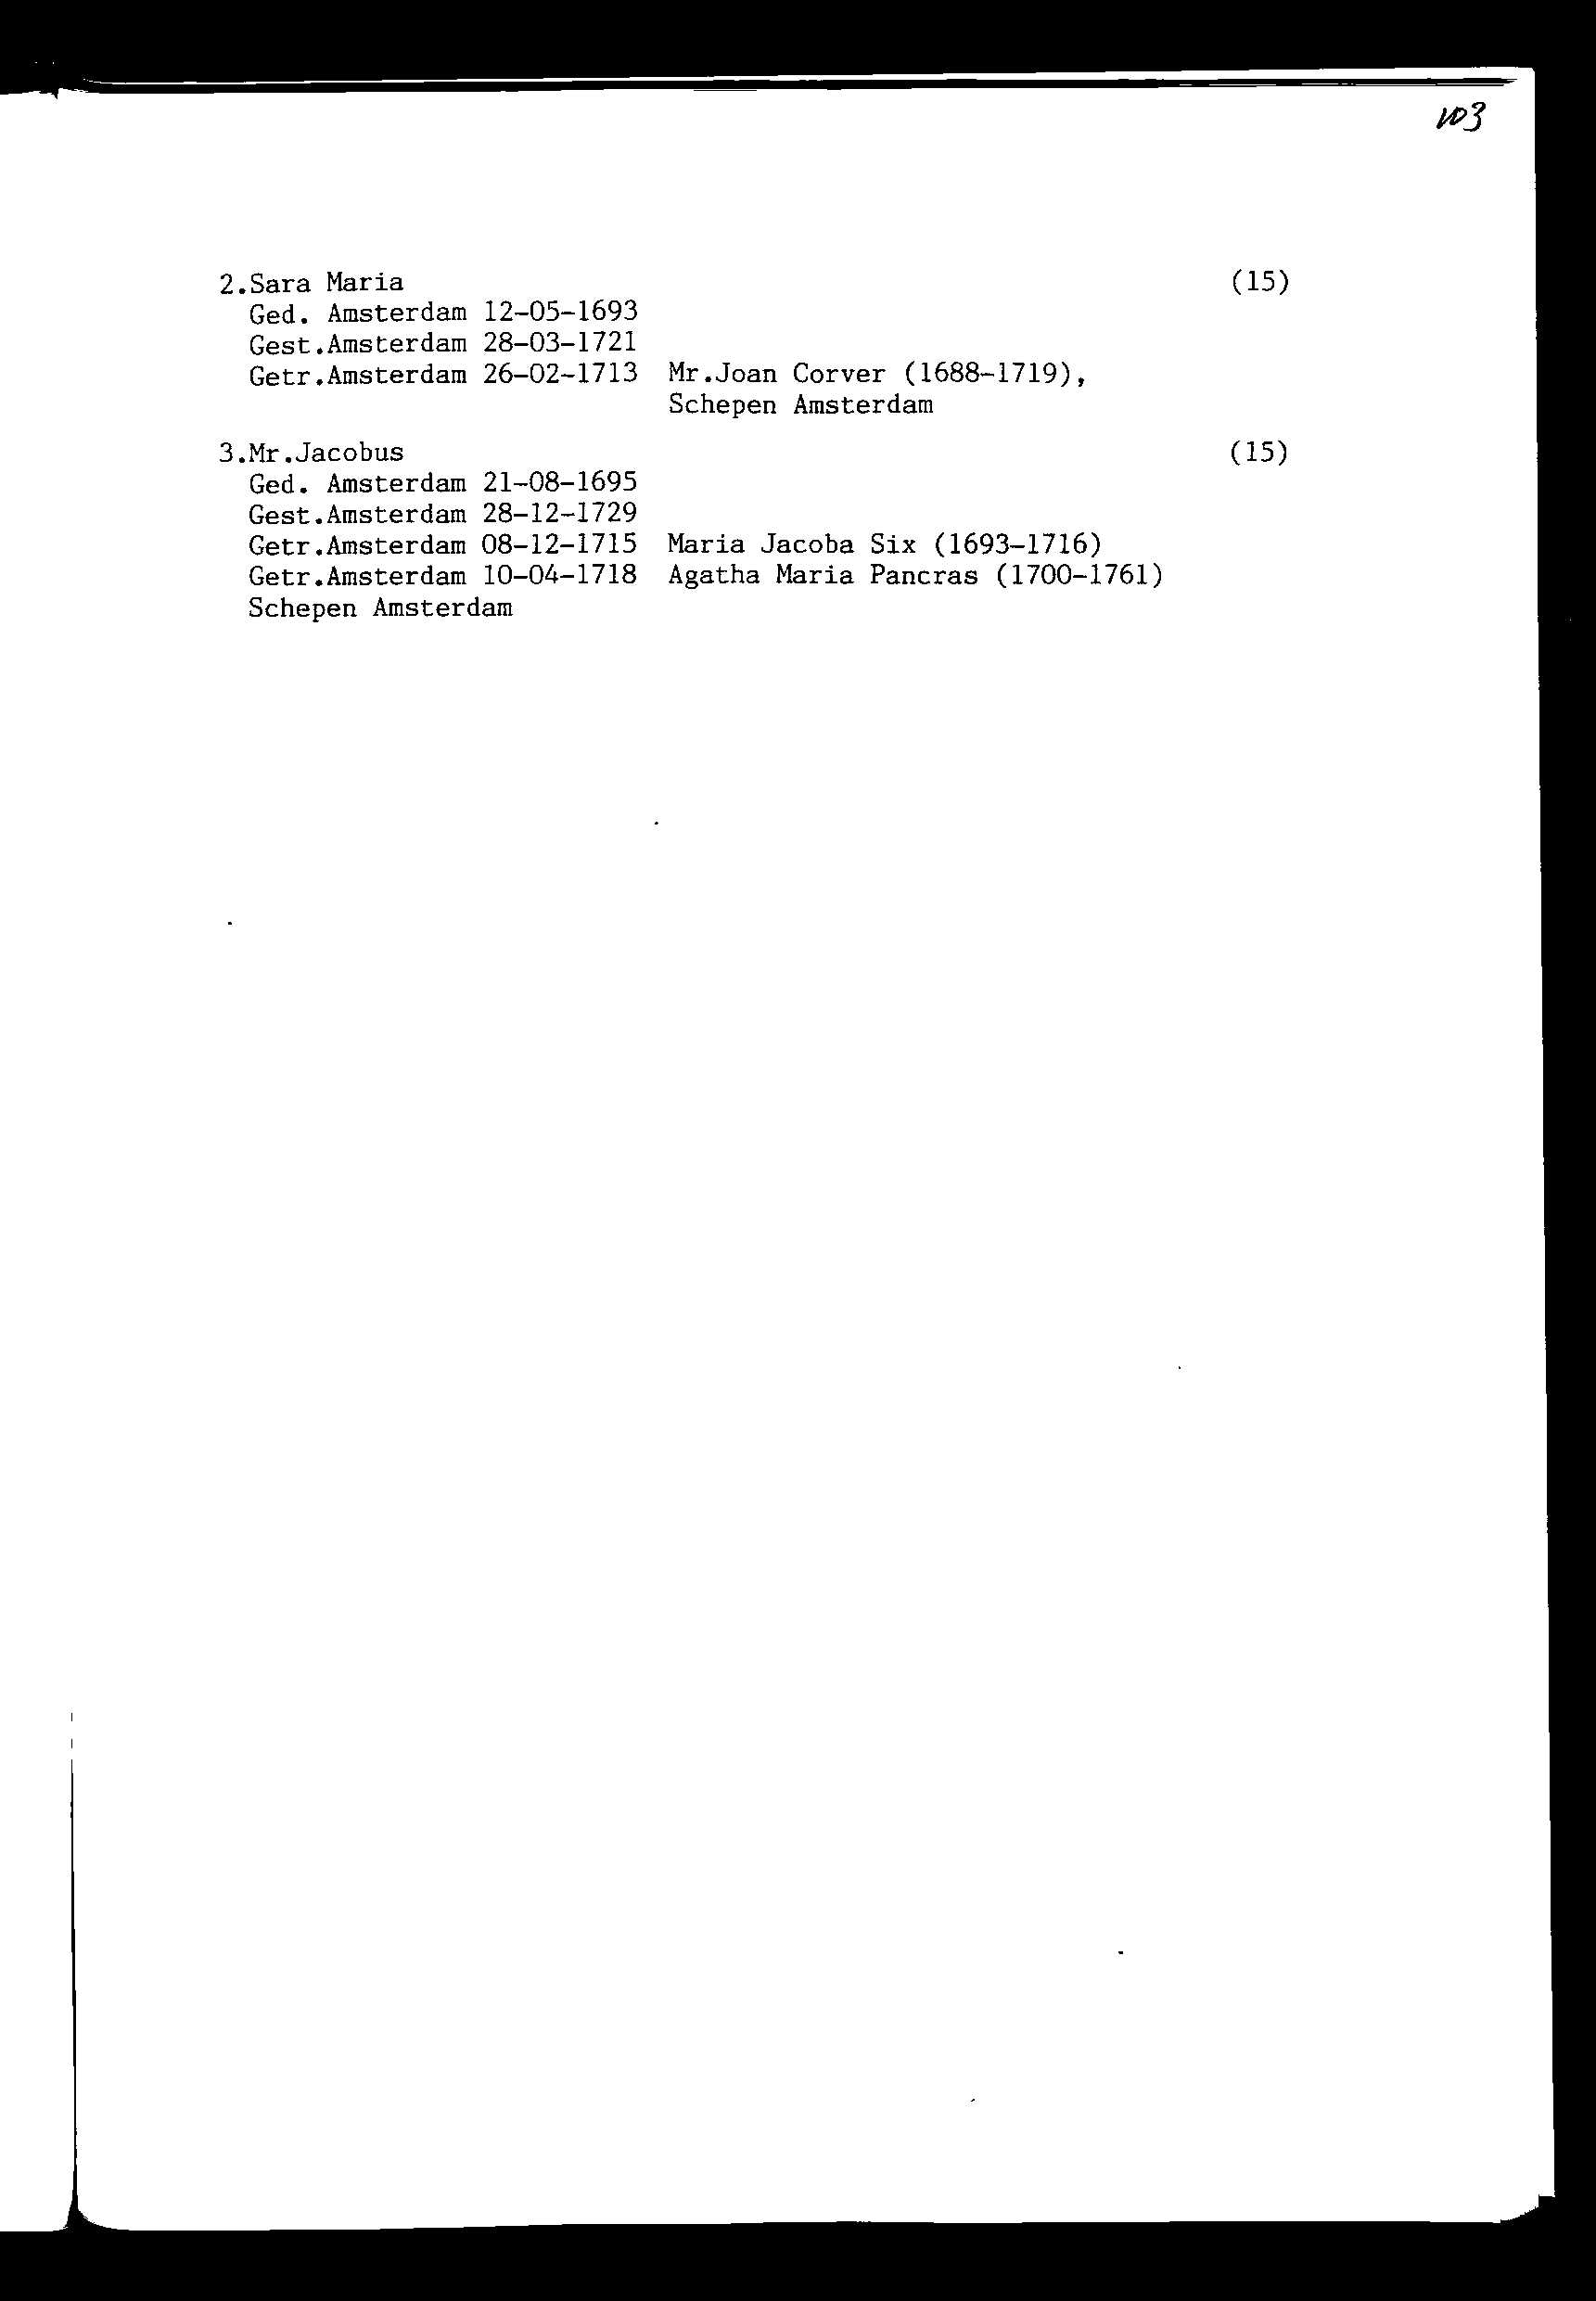 103
2.Sara Maria (15)
Ged. Amsterdam 12-05-1693
Gest.Amsterdam 28-03-1721
Getr.Amsterdam 26-02-1713 Mr.Joan Corver (1688-1719),
Schepen Amsterdam
3.Mr.Jacobus (15)
Ged. Amsterdam 21-08-1695
Gest.Amsterdam 28-12-1729
Getr.Amsterdam 08-12-1715 Maria Jacoba Six (1693-1716)
Getr.Amsterdam 10-04-1718 Agatha Maria Pancras (1700-1761)
Schepen Amsterdam